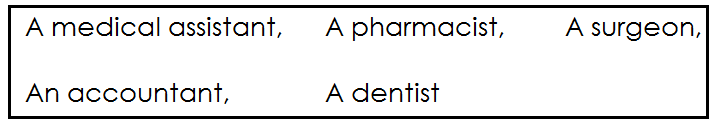 A medical assistant, A pharmacist, A surgeon,
An accountant, A dentist